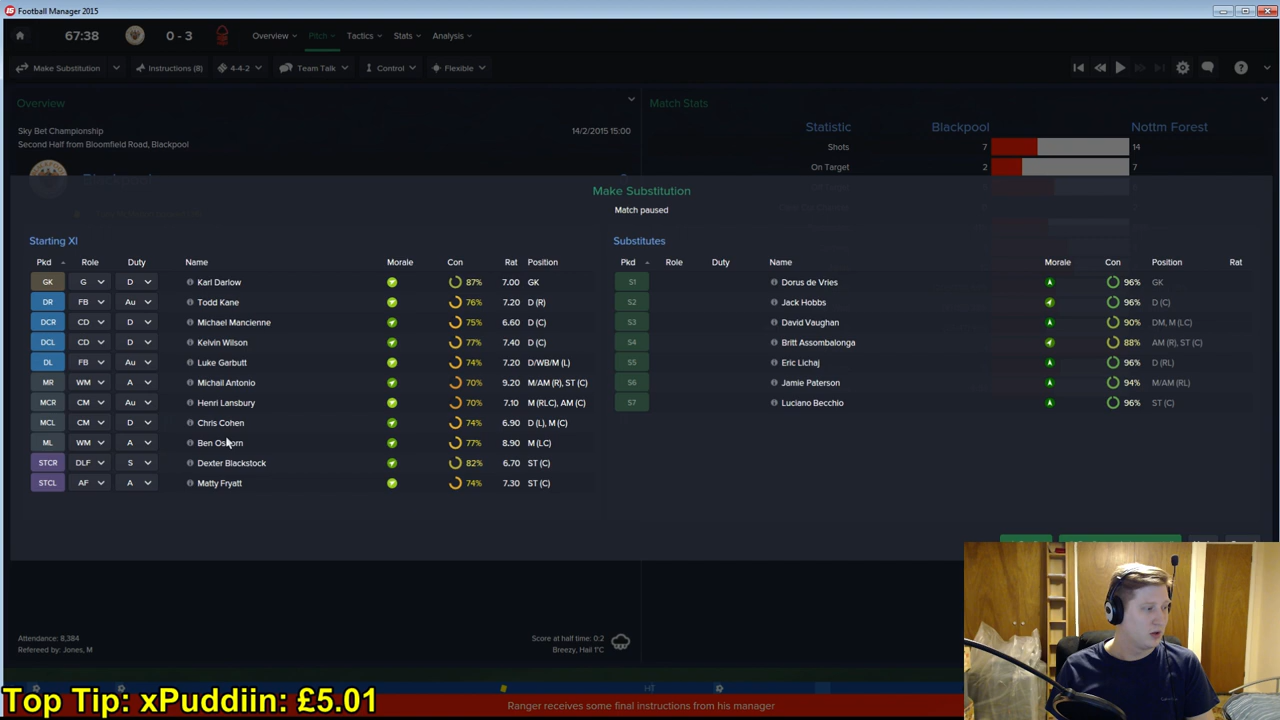 Football Manager 2015
67:38 0 - 3 Overview Pitch Tactics Stats Analysis
Make Substitution Instructions (8) 4-4-2 Team Talk Control Flexible
Overview Match Stats
Sky Bet Championship 14/2/2015 15:00
Second Half from Bloomfield Road, Blackpool
Statistic Blackpool Nottm Forest
Shots 7 14
On Target 2 7
Make Substitution
Match paused
Starting XI Substitutes
Pkd Role Duty Name Morale Con Rat Position Pkd Role Duty Name Morale Con Position Rat
GK G D Karl Darlow 87% 7.00 GK S1 Dorus de Vries 96% GK
DR FB Au Todd Kane 76% 7.20 D (R) S2 Jack Hobbs 96% D (C)
DCR CD D Michael Mancienne 75% 6.60 D (C) S3 David Vaughan 90% DM, M (LC)
DCL CD D Kelvin Wilson 77% 7.40 D (C) S4 Britt Assombalonga 88% AM (R), ST (C)
DL FB Au Luke Garbutt 74% 7.20 D/WB/M (L) S5 Eric Lichaj 96% D (RL)
MR WM A Michail Antonio 70% 9.20 M/AM (R), ST (C) S6 Jamie Paterson 94% M/AM (RL)
MCR CM Au Henri Lansbury 70% 7.10 M (RLC), AM (C) S7 Luciano Becchio 96% ST (C)
MCL CM D Chris Cohen 74% 6.90 D (L), M (C)
ML WM A Ben Osborn 77% 8.90 M (LC)
STCR DLF S Dexter Blackstock 82% 6.70 ST (C)
STCL AF A Matty Fryatt 74% 7.30 ST (C)
Attendance: 8,384 Score at half time: 0:2
Refereed by: Jones, M Breezy, Hail 1°C
HT
Top Tip: xPuddiin: £5.01
Ranger receives some final instructions from his manager